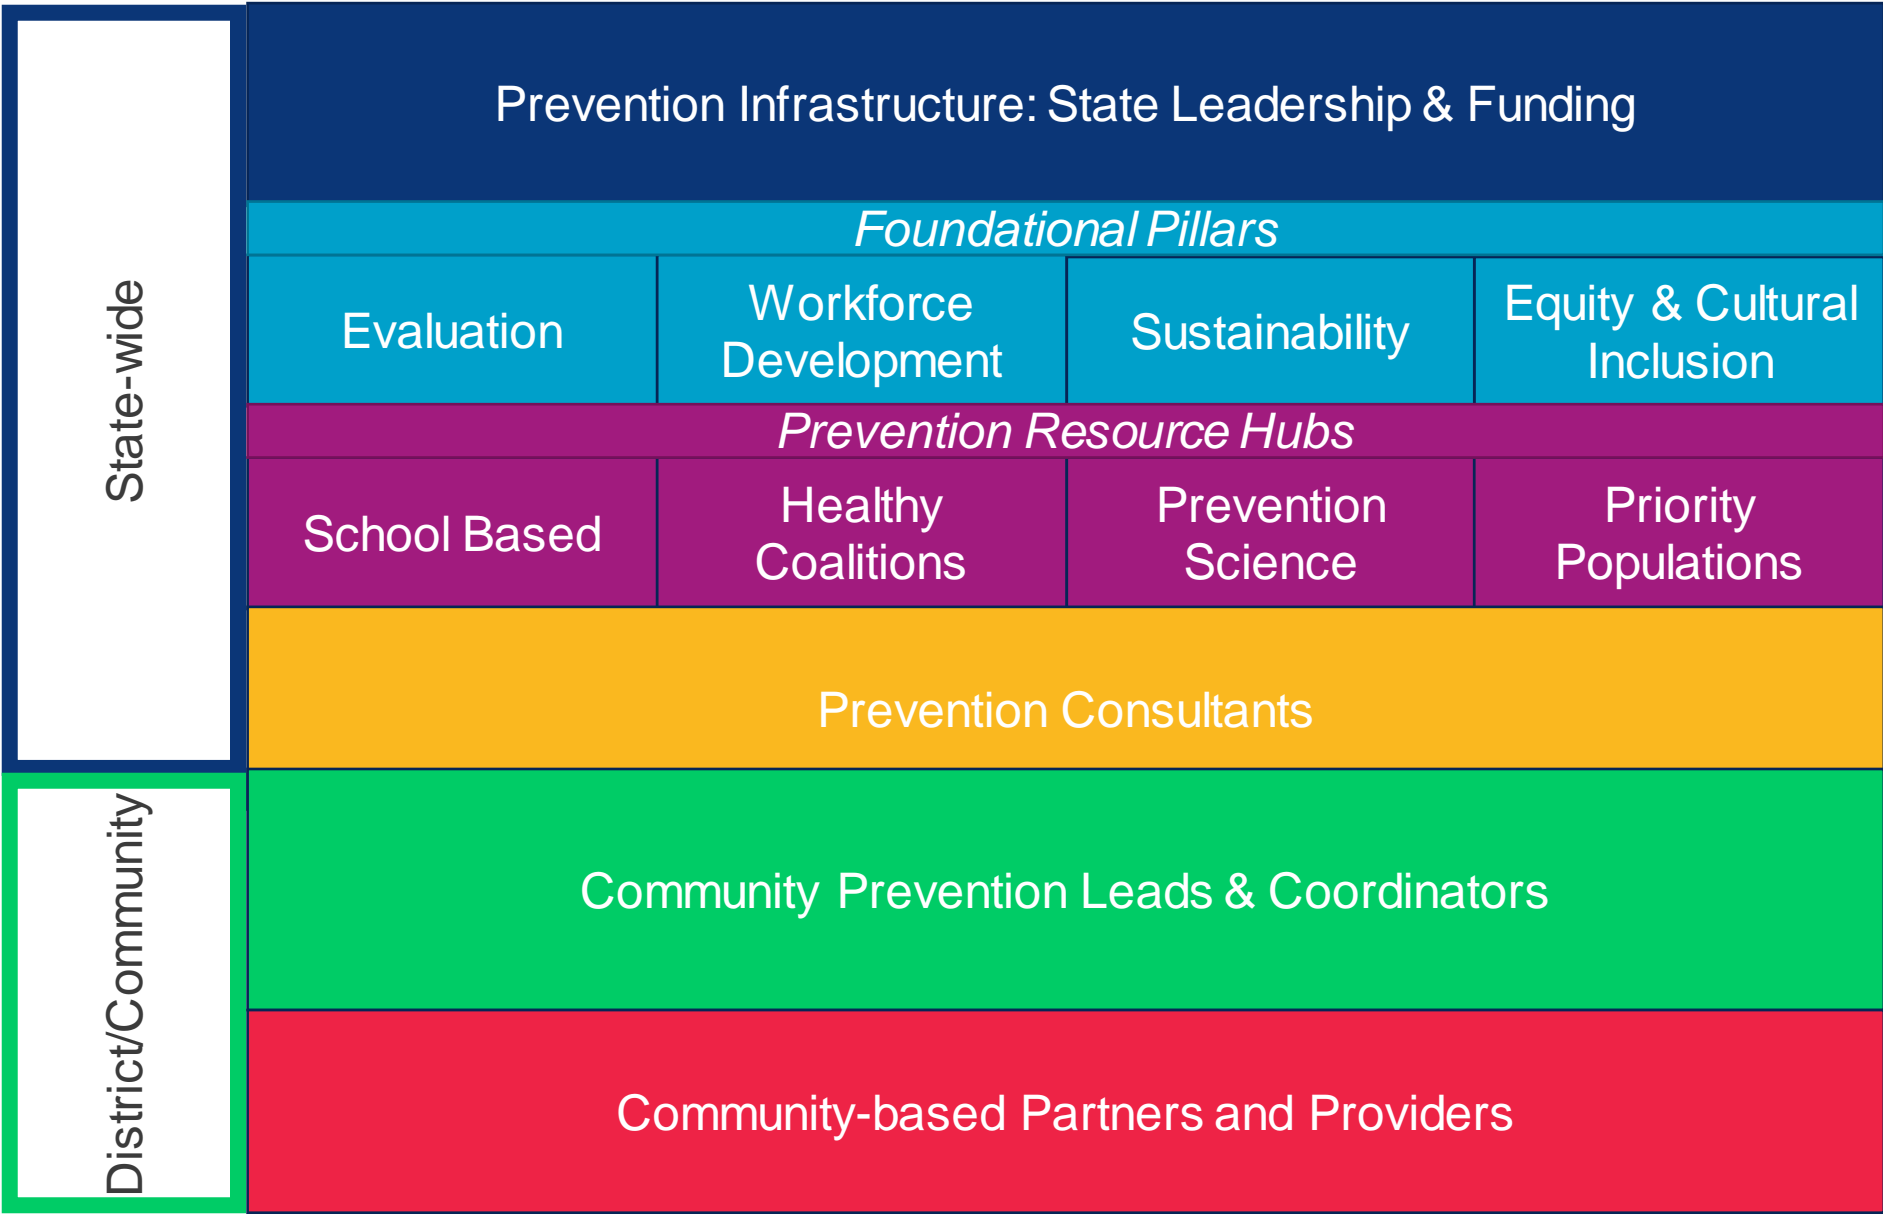 State-wide
Prevention Infrastructure: State Leadership & Funding
Foundational Pillars
Evaluation
Workforce
Development
Sustainability
Equity & Cultural
Inclusion
Prevention Resource Hubs
School Based
Healthy
Coalitions
Prevention
Science
Priority
Populations
Prevention Consultants
District/Community
Community Prevention Leads & Coordinators
Community-based Partners and Providers